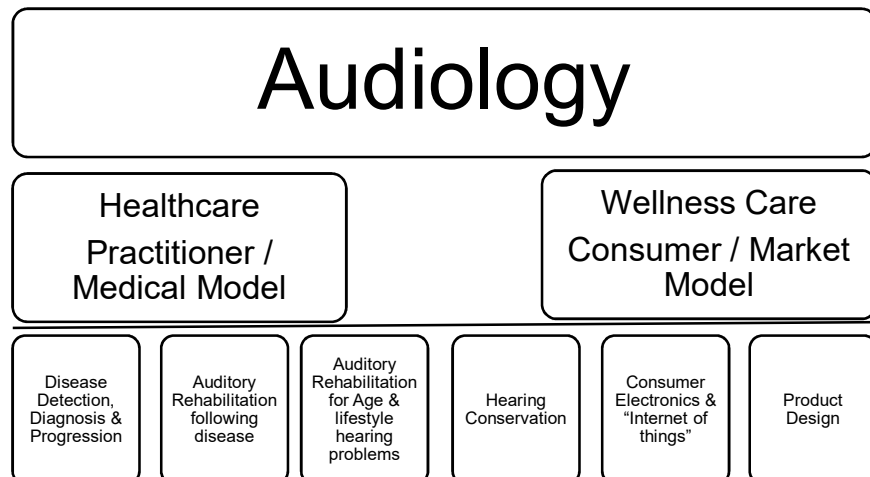 Audiology
Healthcare
Practitioner /
Medical Model
Wellness Care
Consumer / Market
Model
Disease
Detection,
Diagnosis &
Progression
Auditory
Rehabilitation
following
disease
Auditory
Rehabilitation
for Age &
lifestyle
hearing
problems
Hearing
Conservation
Consumer
Electronics &
“Internet of
things”
Product
Design